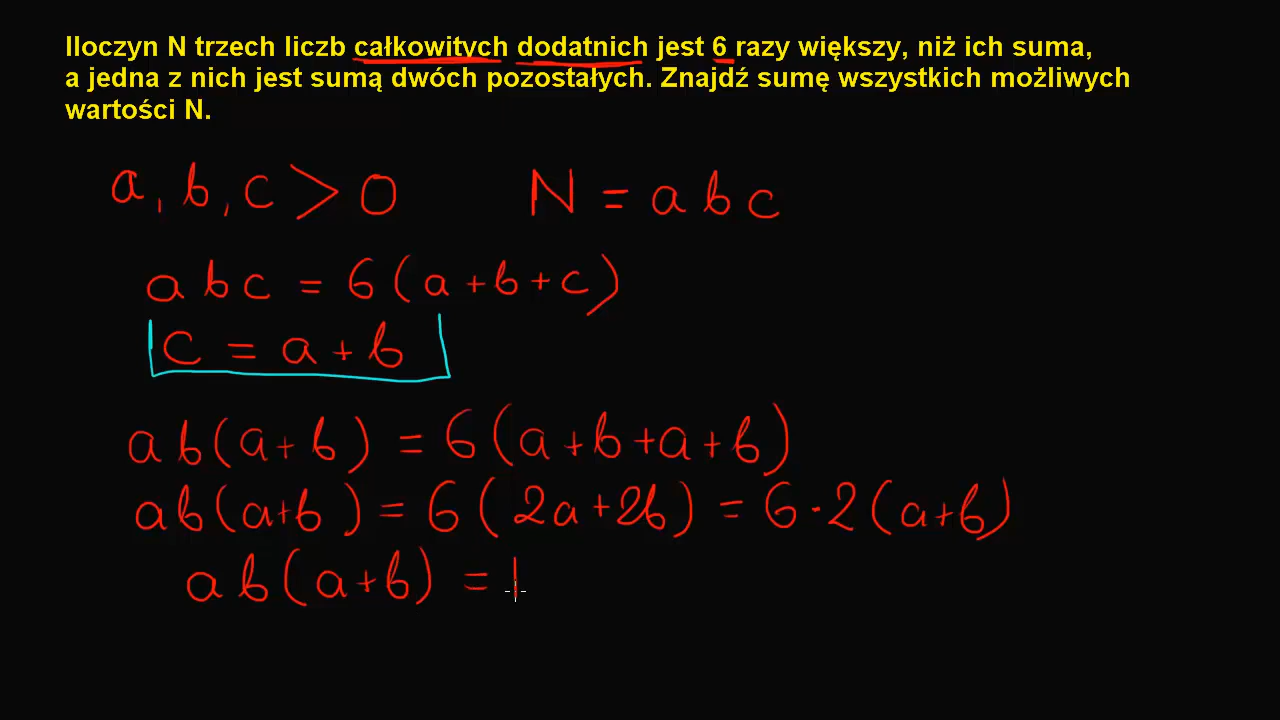 Iloczyn N trzech liczb całkowitych dodatnich jest 6 razy większy, niż ich suma,
a jedna z nich jest sumą dwóch pozostałych. Znajdź sumę wszystkich możliwych
wartości N.
a, b, c > 0 N = abc
abc = 6(a+b+c)
c = a+b
ab(a+b) = 6(a+b+a+b)
ab(a+b) = 6(2a+2b) = 6·2(a+b)
ab(a+b) = 1